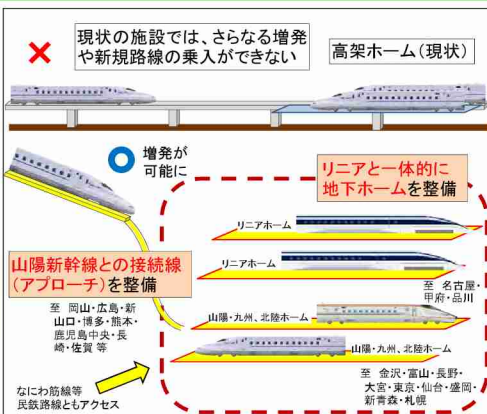 現状の施設では、さらなる増発
や新規路線の乗入ができない
高架ホーム（現状）
増発が
可能に
リニアと一体的に
地下ホームを整備
リニアホーム
リニアホーム
山陽新幹線との接続線
（アプローチ）を整備
至 名古屋・
甲府・品川
至 岡山・広島・新
山口・博多・熊本・
鹿児島中央・長
崎・佐賀 等
山陽・九州、北陸ホーム
山陽・九州、北陸ホーム
至 金沢・富山・長野・
大宮・東京・仙台・盛岡・
新青森・札幌
なにわ筋線等
民鉄路線ともアクセス